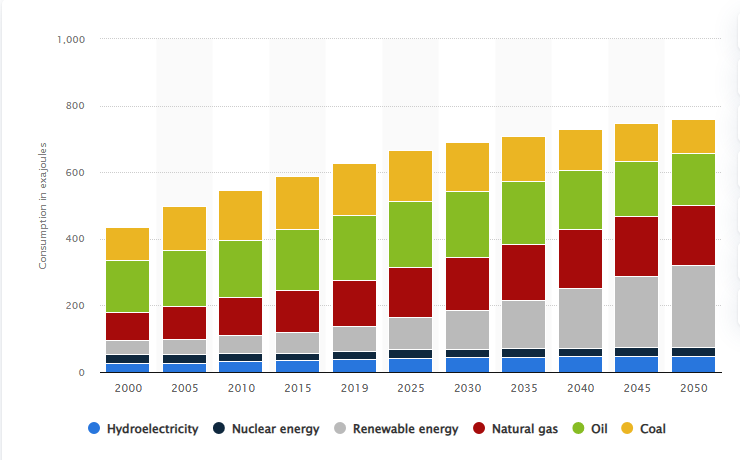 1,000
800
600
400
200
0
Consumption in exajoules
2000 2005 2010 2015 2019 2025 2030 2035 2040 2045 2050
Hydroelectricity Nuclear energy Renewable energy Natural gas Oil Coal